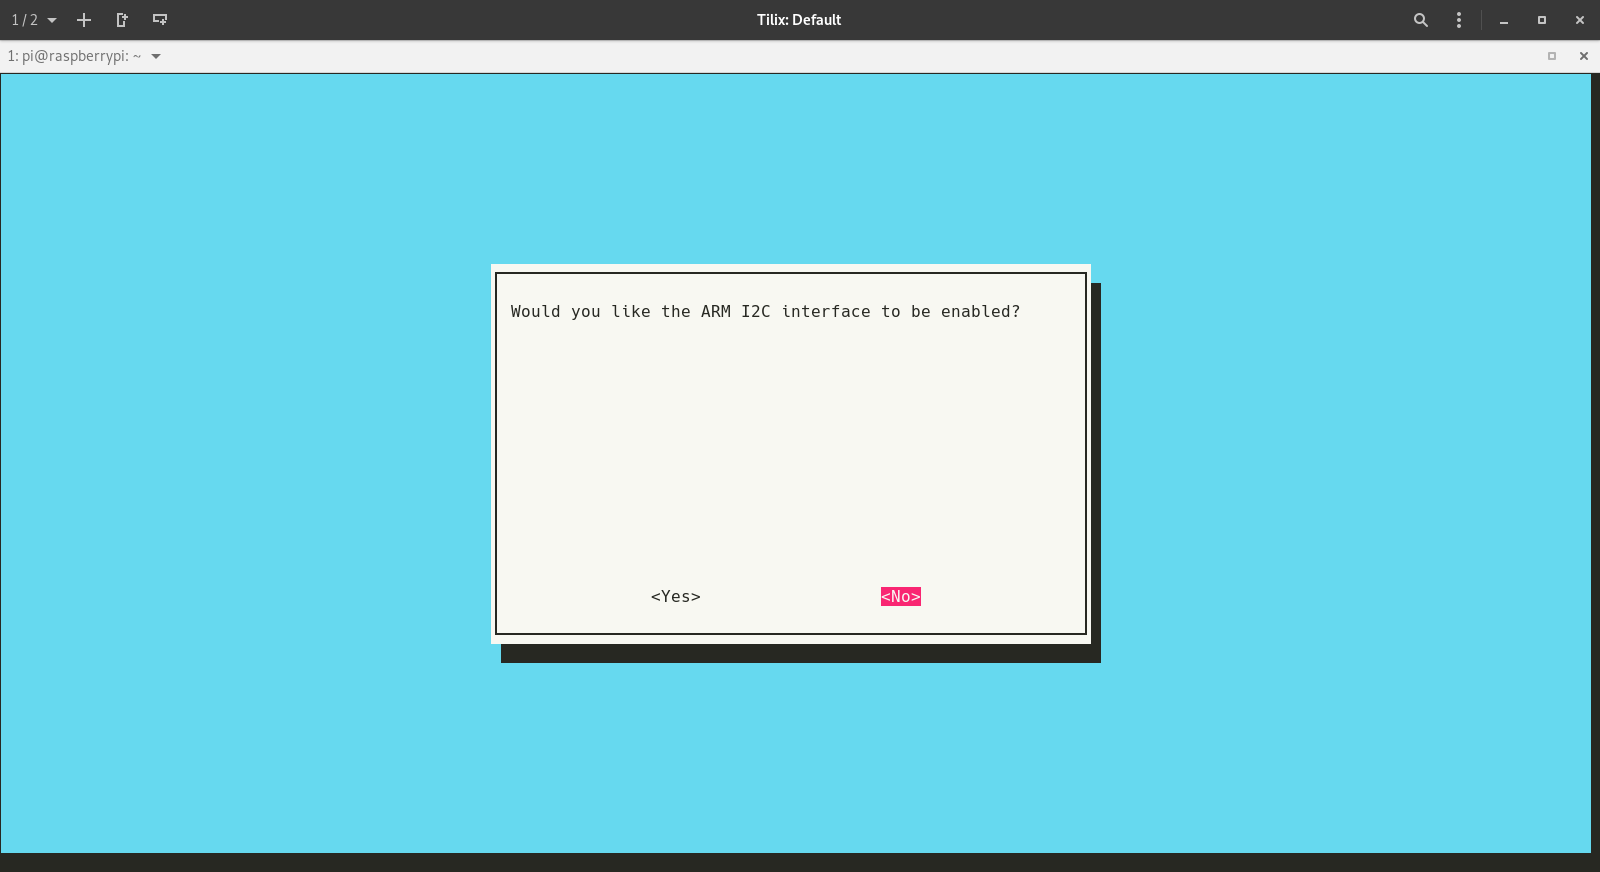 1 / 2
Tilix: Default
1: pi@raspberrypi: ~
Would you like the ARM I2C interface to be enabled?
<Yes> <No>